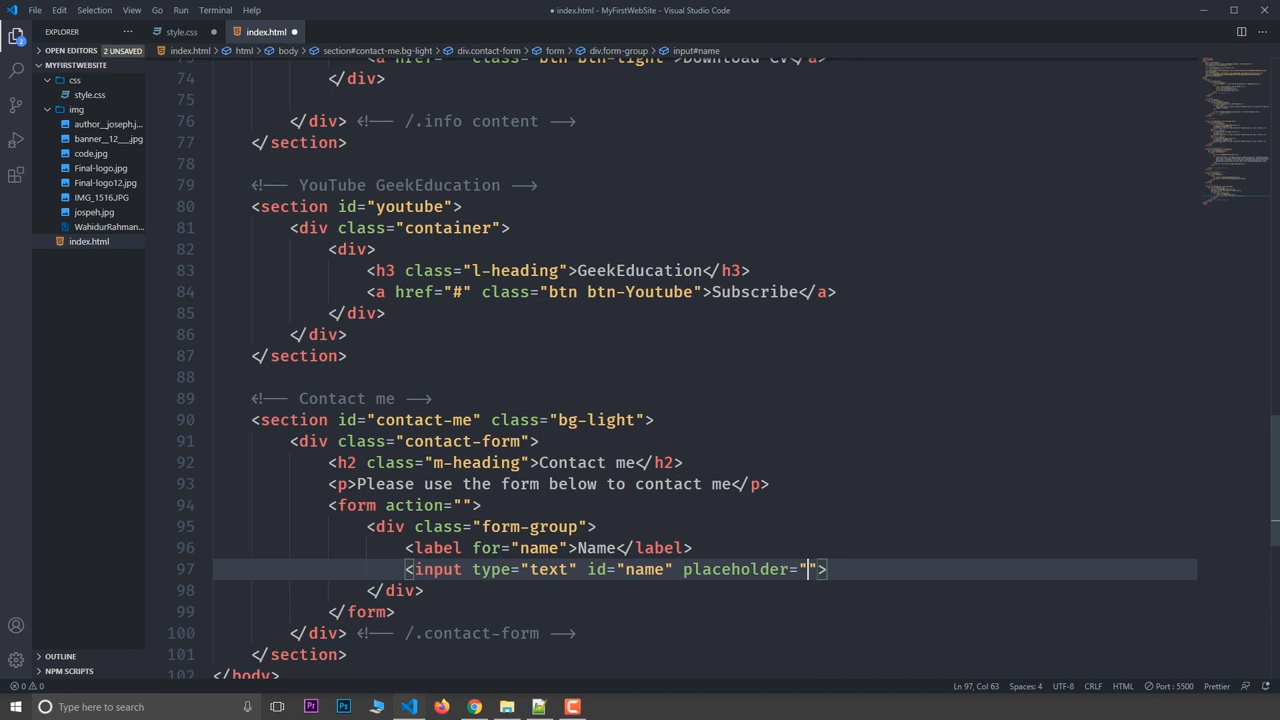 File Edit Selection View Go Run Terminal Help
● index.html - MyFirstWebSite - Visual Studio Code
EXPLORER
style.css ●
index.html ●
OPEN EDITORS 2 UNSAVED
index.html > html > body > section#contact-me.bg-light > div.contact-form > form > div.form-group > input#name
MYFIRSTWEBSITE
css
style.css
img
author__joseph.j...
banner__12___.jpg
code.jpg
Final-logo.jpg
Final-logo12.jpg
IMG_1516.JPG
jospeh.jpg
WahidurRahman...
index.html
OUTLINE
NPM SCRIPTS
74 </div>
75
76 </div> <!-- /.info content -->
77 </section>
78
79 <!-- YouTube GeekEducation -->
80 <section id="youtube">
81 <div class="container">
82 <div>
83 <h3 class="l-heading">GeekEducation</h3>
84 <a href="#" class="btn btn-Youtube">Subscribe</a>
85 </div>
86 </div>
87 </section>
88
89 <!-- Contact me -->
90 <section id="contact-me" class="bg-light">
91 <div class="contact-form">
92 <h2 class="m-heading">Contact me</h2>
93 <p>Please use the form below to contact me</p>
94 <form action="">
95 <div class="form-group">
96 <label for="name">Name</label>
97 <input type="text" id="name" placeholder="">
98 </div>
99 </form>
100 </div> <!-- /.contact-form -->
101 </section>
102 </body>
0 0 Ln 97, Col 63 Spaces: 4 UTF-8 CRLF HTML Port : 5500 Prettier
Type here to search